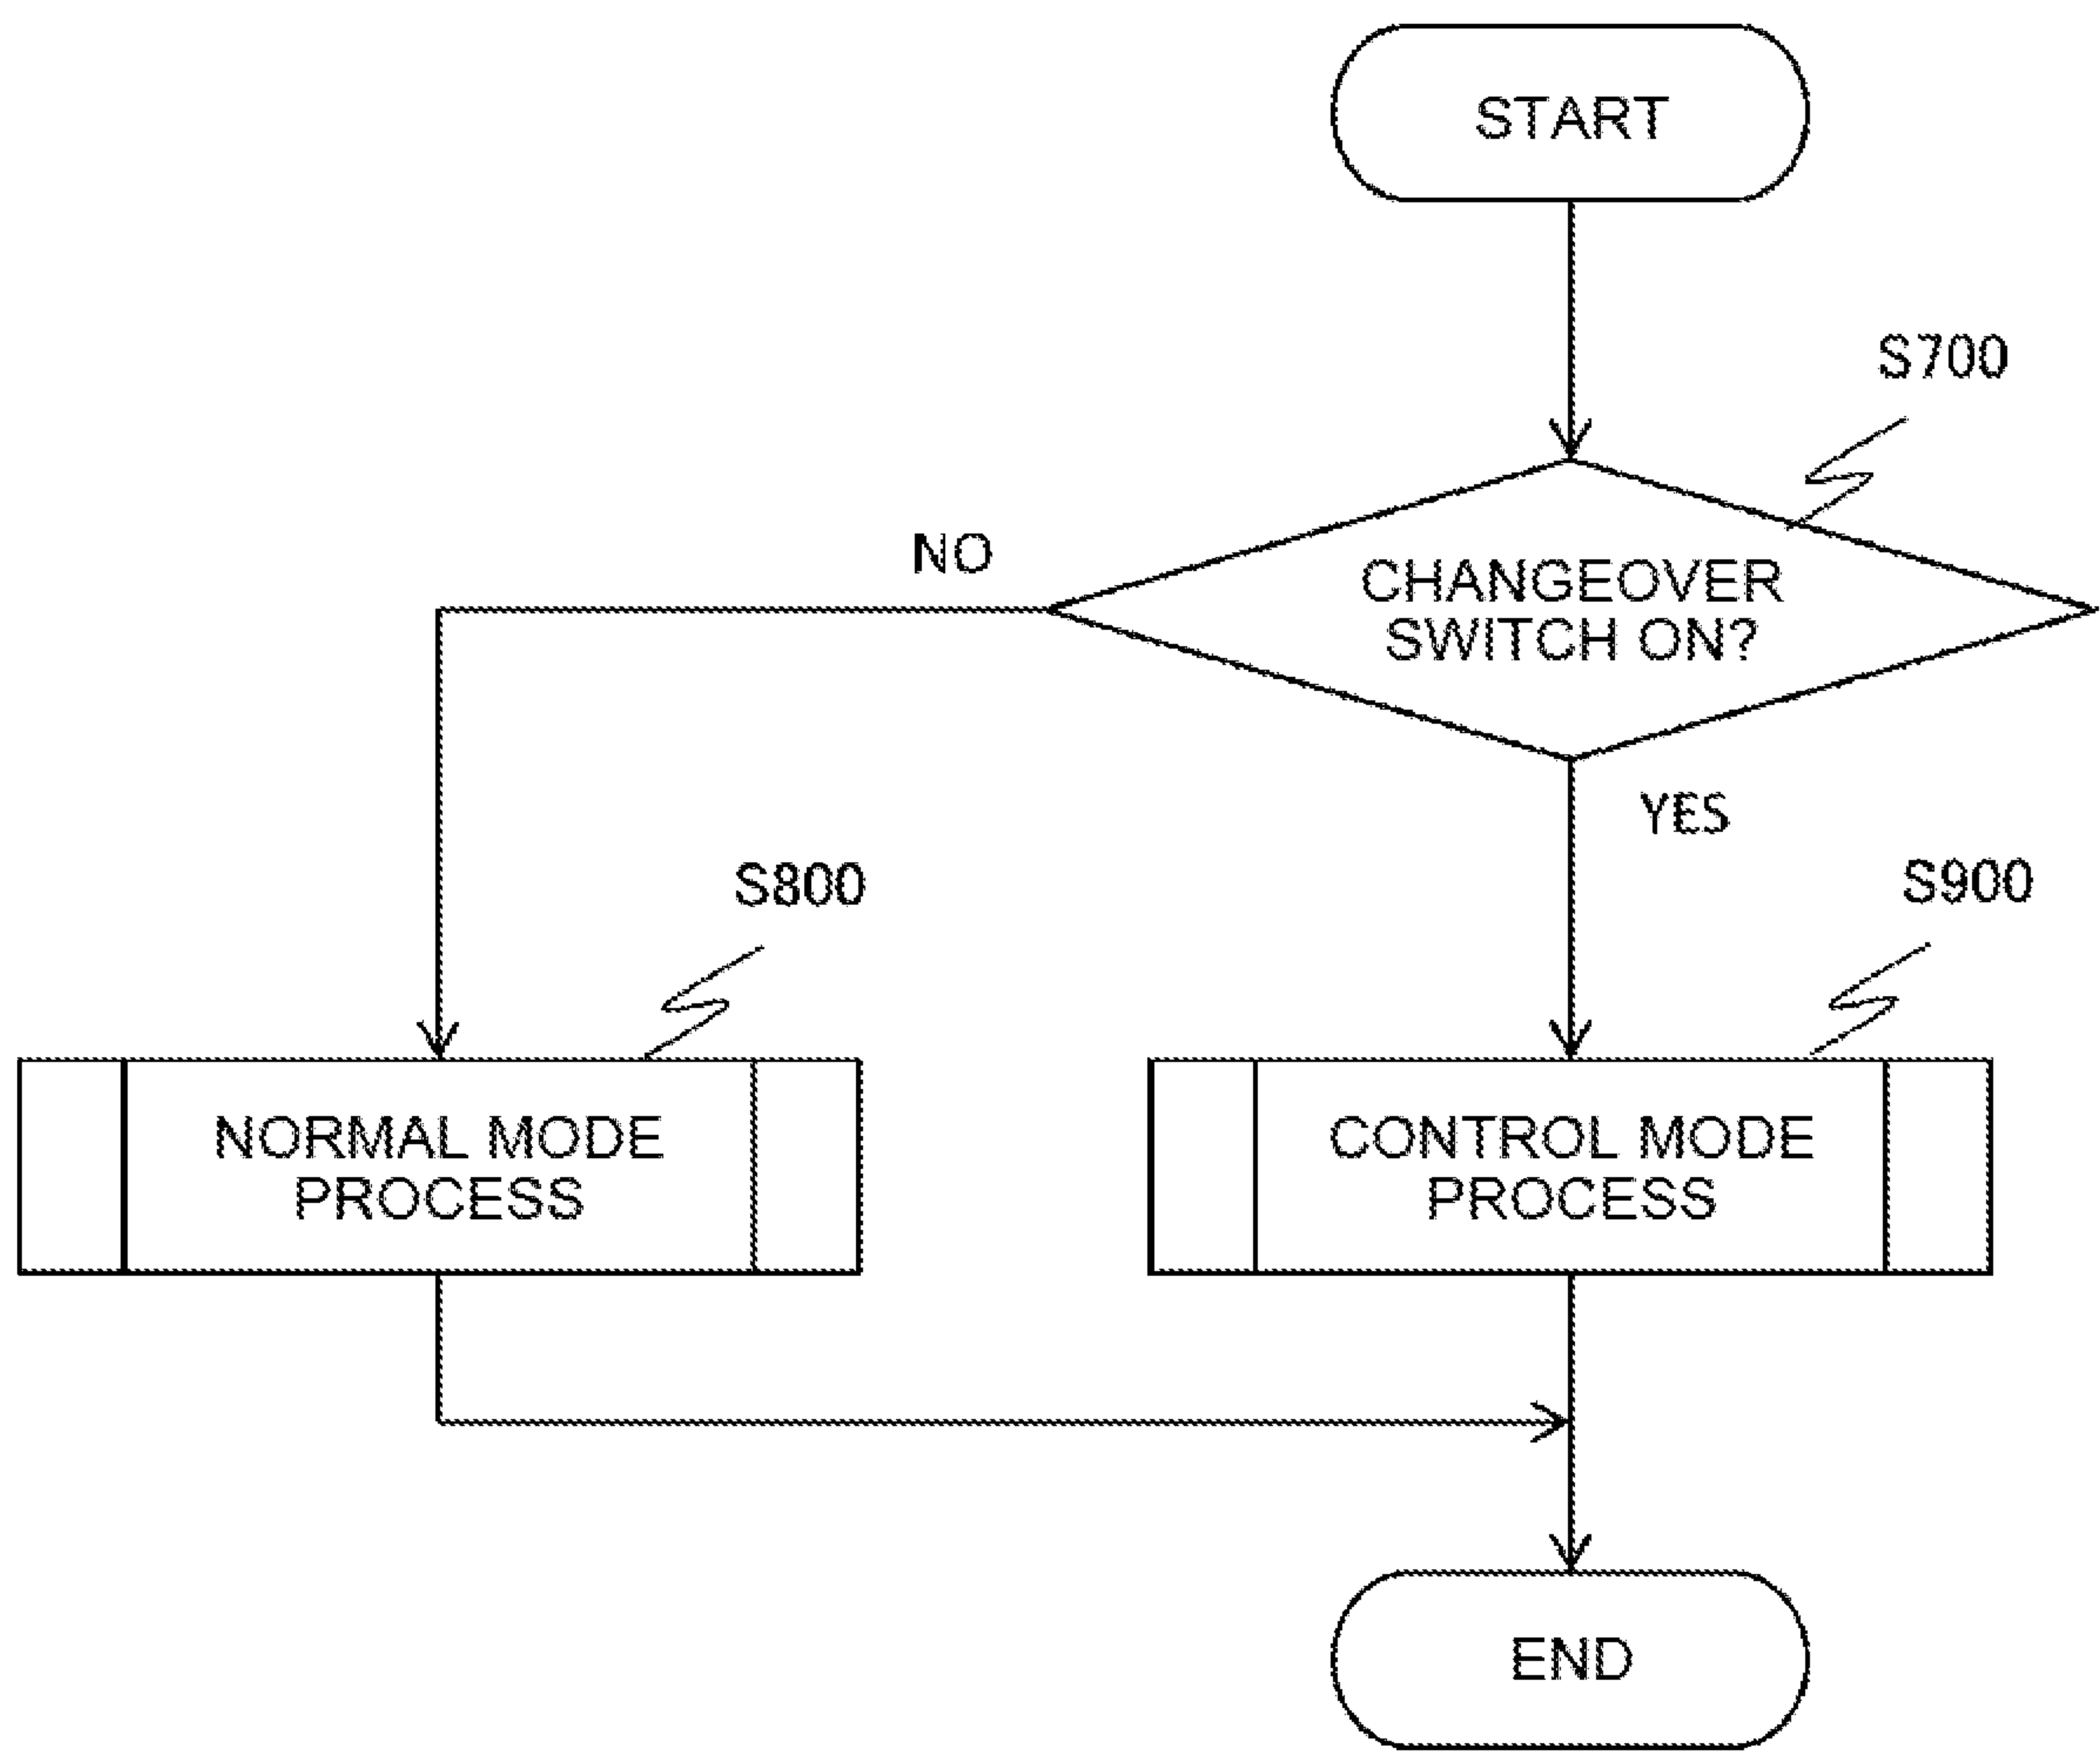 START
S700
NO
CHANGEOVER
SWITCH ON?
YES
S800
S900
NORMAL MODE
PROCESS
CONTROL MODE
PROCESS
END